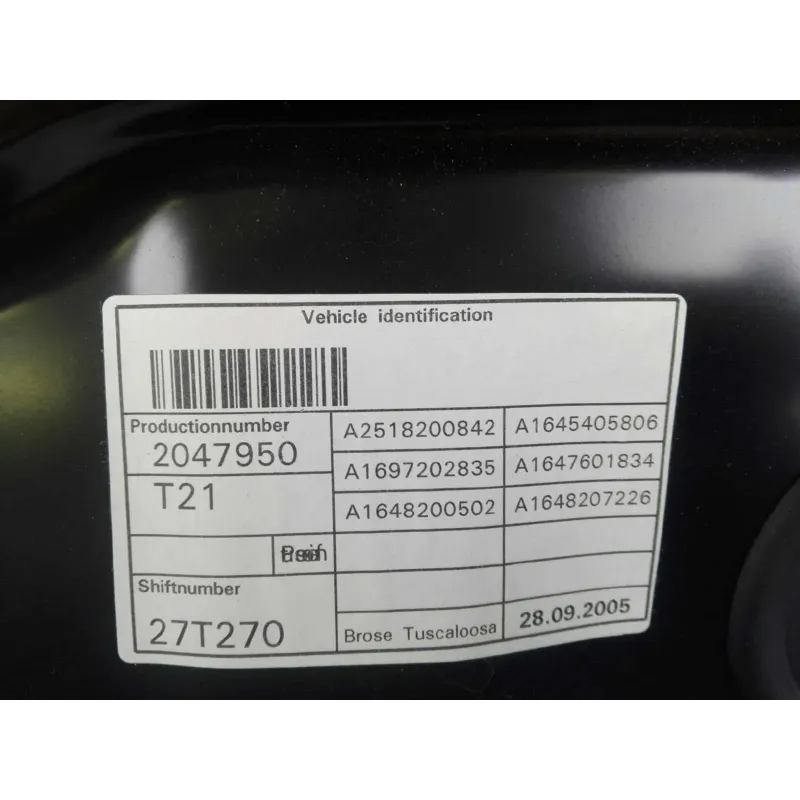 Vehicle identification
Productionnumber
2047950
T21
Shiftnumber
27T270
A2518200842 A1645405806
A1697202835 A1647601834
A1648200502 A1648207226
Brose Tuscaloosa 28.09.2005